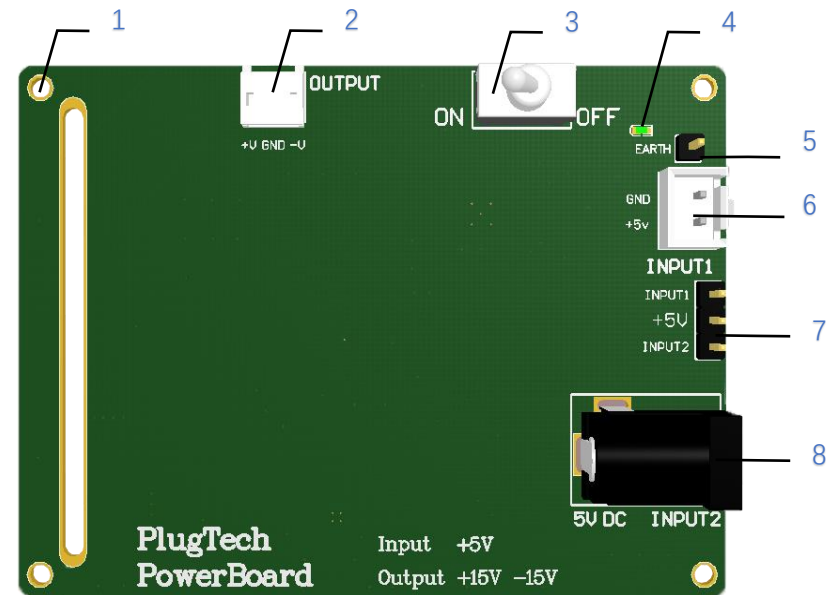 1
2
3
4
OUTPUT
ON
OFF
+V GND -V
EARTH
5
GND
6
+5v
INPUT1
INPUT1
+5V
7
INPUT2
8
5V DC INPUT2
PlugTech
PowerBoard
Input +5V
Output +15V -15V